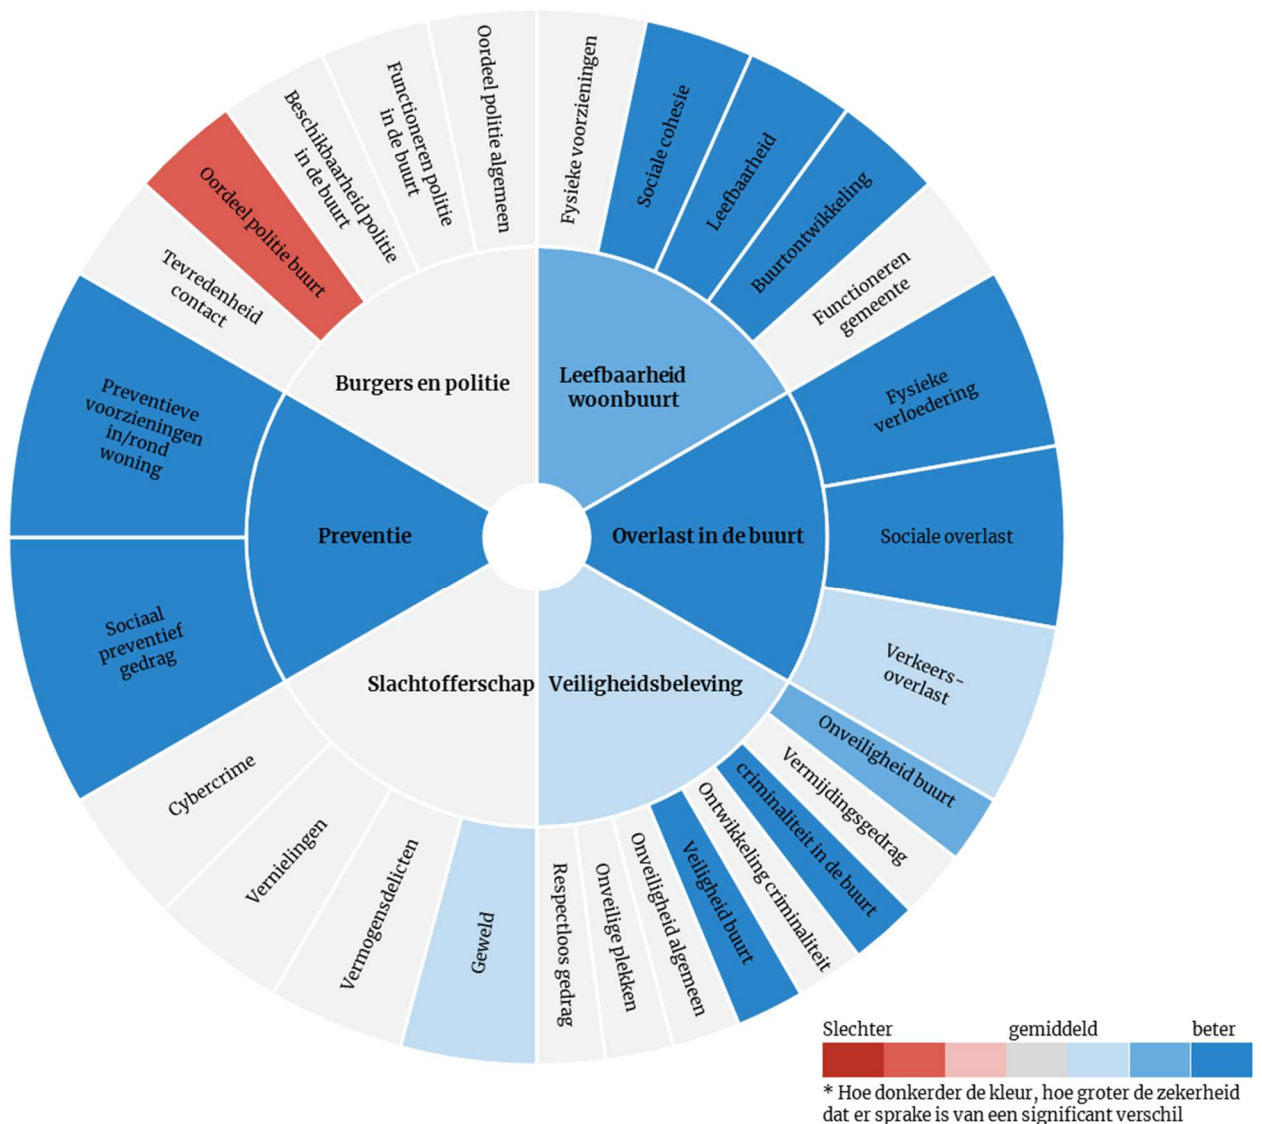 Oordeel politie algemeen
Fysieke voorzieningen
Sociale cohesie
Leefbaarheid
Buurtontwikkeling
Functioneren
gemeente
Fysieke
verloedering
Sociale overlast
Verkeers-
overlast
Onveiligheid buurt
Vermijdingsgedrag
criminaliteit in de buurt
Ontwikkeling criminaliteit
Veiligheid buurt
Onveiligheid algemeen
Onveilige plekken
Respectloos gedrag
Geweld
Vermogensdelicten
Vernielingen
Cybercrime
Sociaal
preventief
gedrag
Preventieve
voorzieningen
in/rond
woning
Tevredenheid
contact
Oordeel politie buurt
Beschikbaarheid politie
in de buurt
Functioneren politie
in de buurt
Burgers en politie
Leefbaarheid
woonbuurt
Preventie
Overlast in de buurt
Slachtofferschap
Veiligheidsbeleving
Slechter gemiddeld beter
* Hoe donkerder de kleur, hoe groter de zekerheid
dat er sprake is van een significant verschil